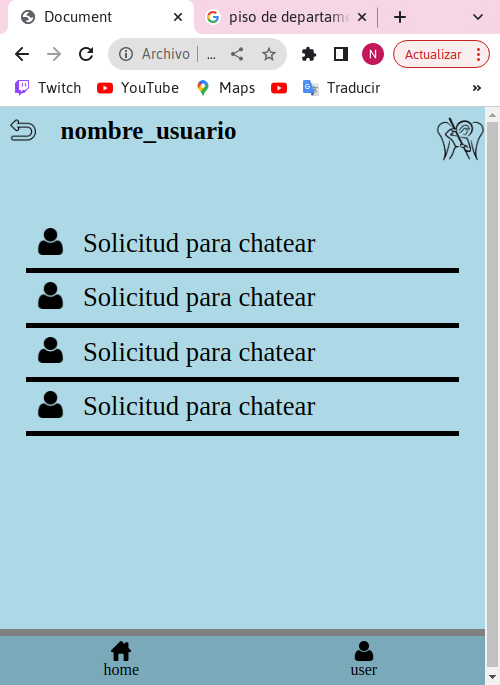 Document
piso de departame
Archivo
...
N
Actualizar
Twitch
YouTube
Maps
Traducir
»
nombre_usuario
Solicitud para chatear
Solicitud para chatear
Solicitud para chatear
Solicitud para chatear
home
user